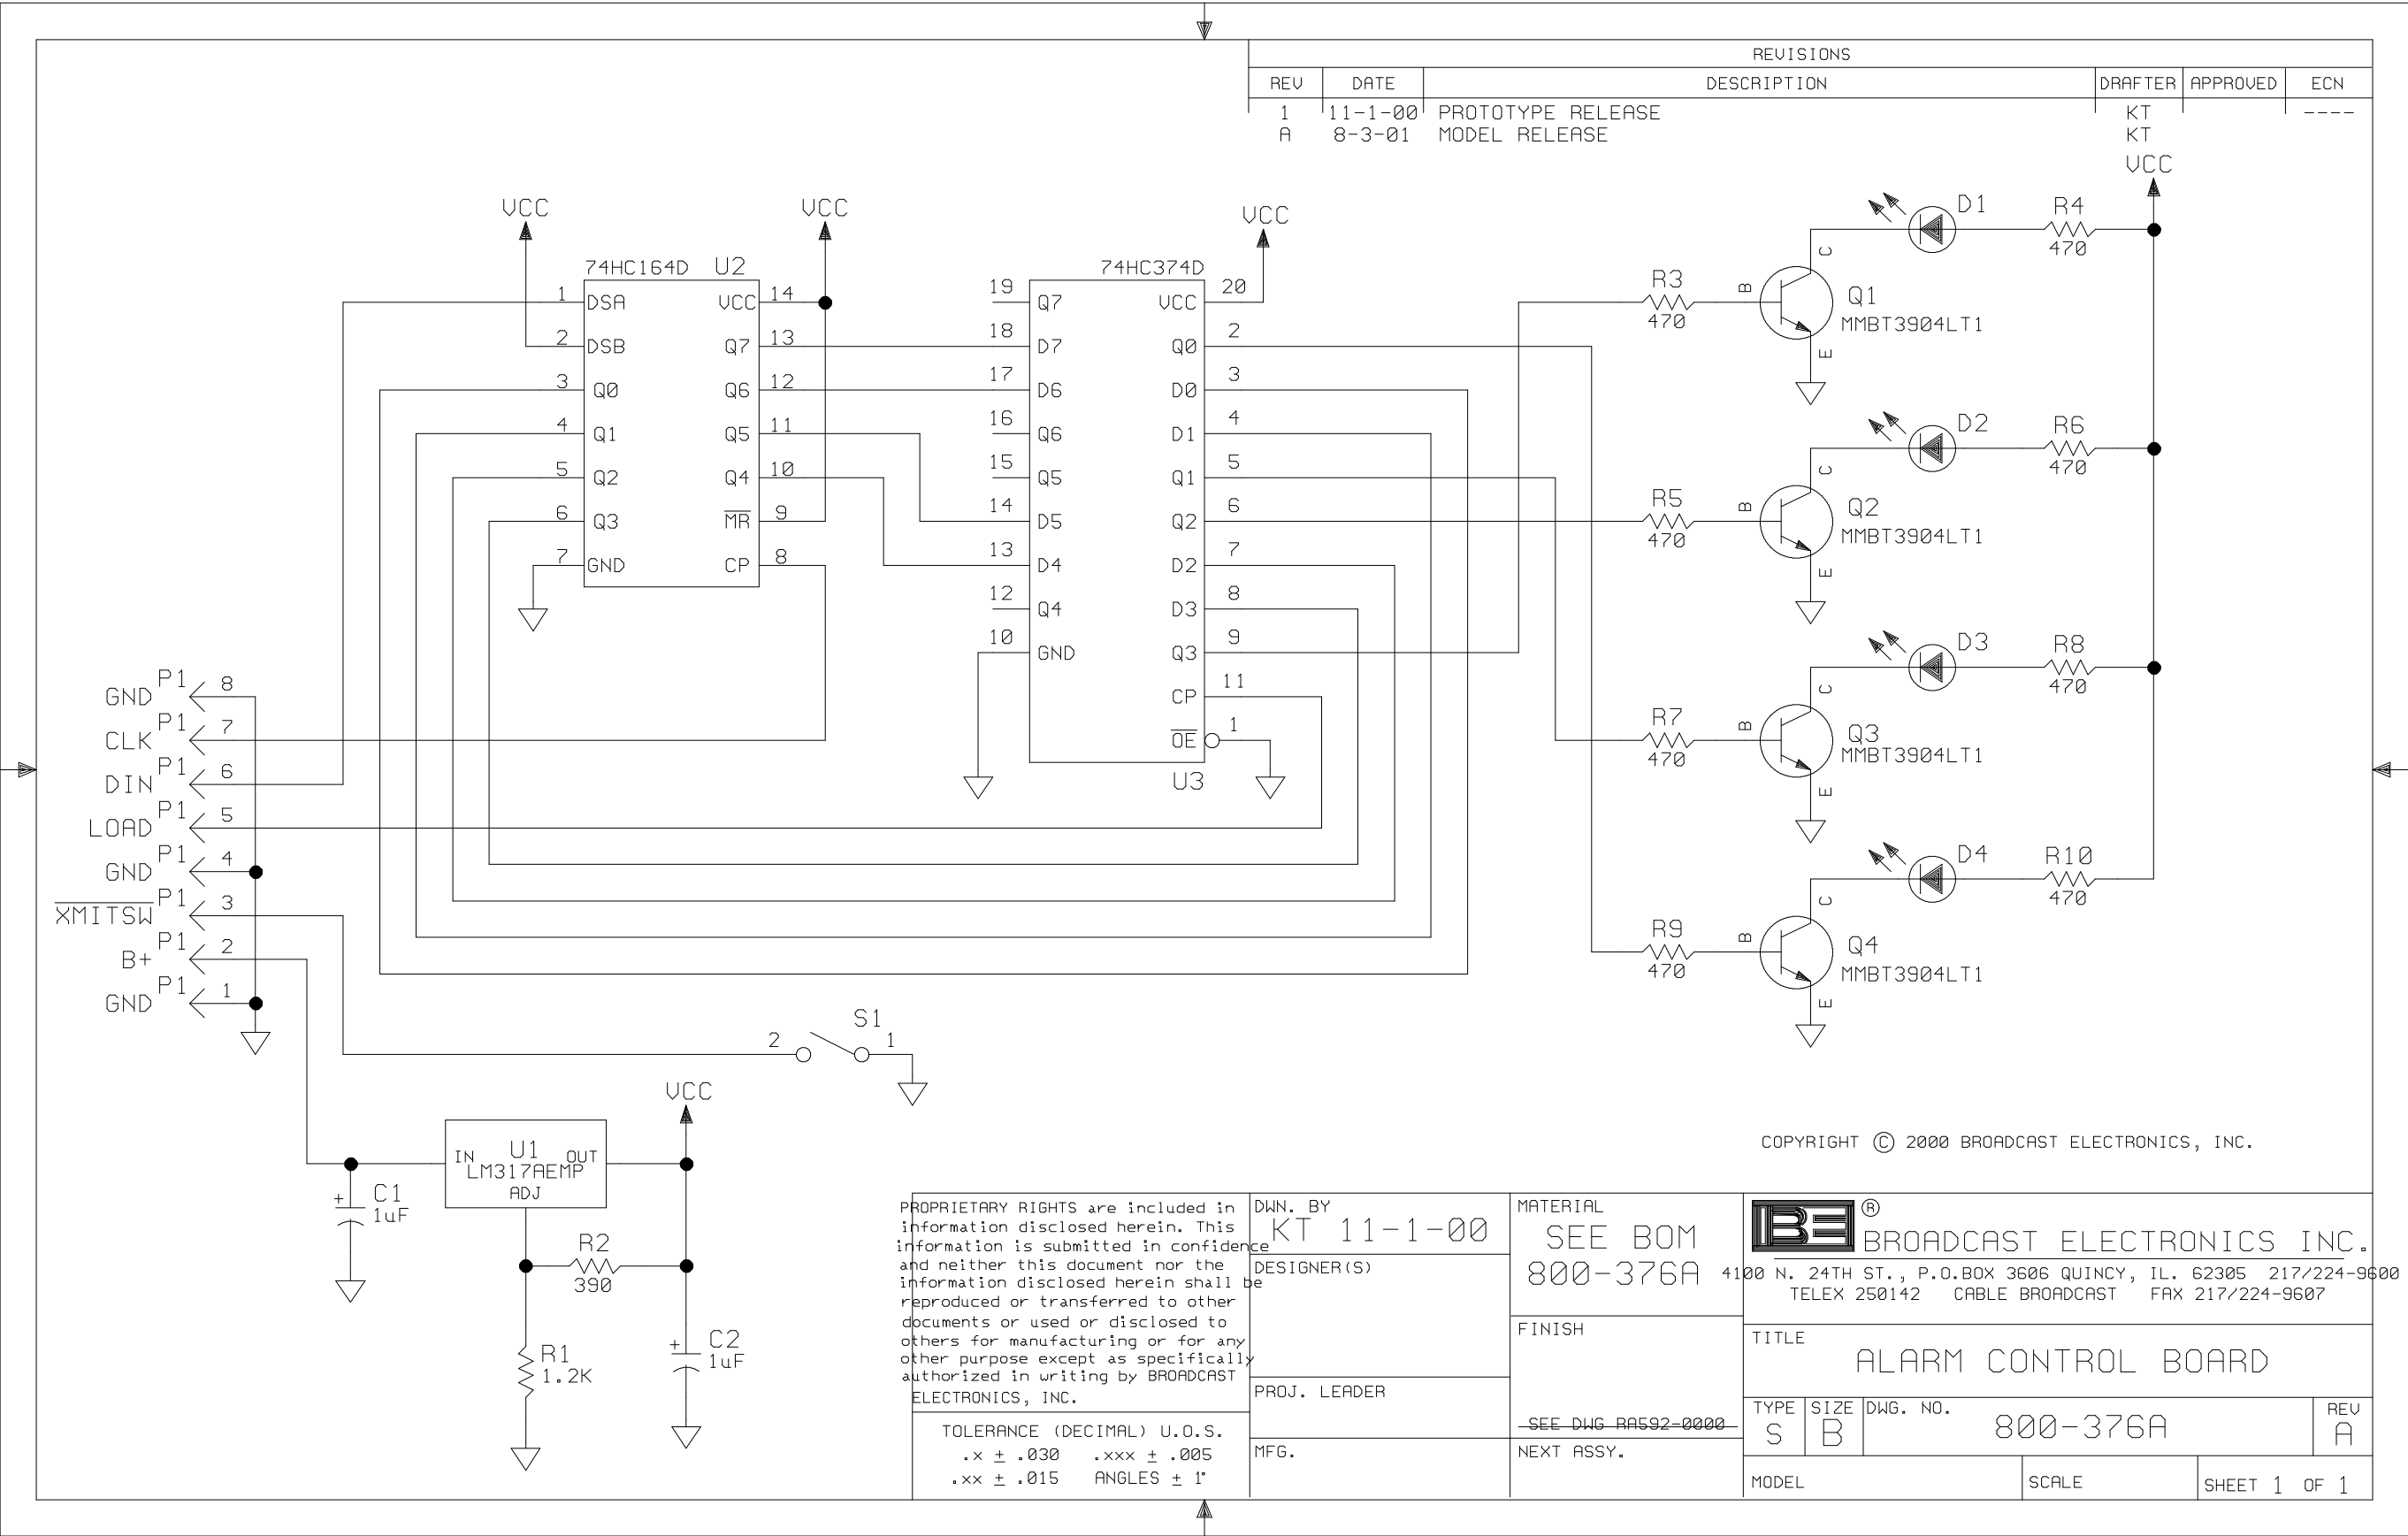 REVISIONS
REV DATE DESCRIPTION DRAFTER APPROVED ECN
1 11-1-00 PROTOTYPE RELEASE KT ----
A 8-3-01 MODEL RELEASE KT
VCC
VCC
VCC
VCC
74HC164D U2
1 DSA VCC 14
2 DSB Q7 13
3 Q0 Q6 12
4 Q1 Q5 11
5 Q2 Q4 10
6 Q3 MR 9
7 GND CP 8
74HC374D
19 Q7 VCC 20
18 D7 Q0 2
17 D6 D0 3
16 Q6 D1 4
15 Q5 Q1 5
14 D5 Q2 6
13 D4 D2 7
12 Q4 D3 8
10 GND Q3 9
CP 11
OE 1
U3
D1 R4
470
R3
470
B C E
Q1
MMBT3904LT1
D2 R6
470
R5
470
B C E
Q2
MMBT3904LT1
D3 R8
470
R7
470
B C E
Q3
MMBT3904LT1
D4 R10
470
R9
470
B C E
Q4
MMBT3904LT1
GND P1 8
CLK P1 7
DIN P1 6
LOAD P1 5
GND P1 4
XMITSW P1 3
B+ P1 2
GND P1 1
S1
2 1
VCC
IN U1 OUT
LM317AEMP
ADJ
+ C1
1uF
R2
390
R1
1.2K
+ C2
1uF
COPYRIGHT © 2000 BROADCAST ELECTRONICS, INC.
PROPRIETARY RIGHTS are included in
information disclosed herein. This
information is submitted in confidence
and neither this document nor the
information disclosed herein shall be
reproduced or transferred to other
documents or used or disclosed to
others for manufacturing or for any
other purpose except as specifically
authorized in writing by BROADCAST
ELECTRONICS, INC.
TOLERANCE (DECIMAL) U.O.S.
.x ± .030 .xxx ± .005
.xx ± .015 ANGLES ± 1°
DWN. BY
KT 11-1-00
DESIGNER(S)
PROJ. LEADER
MFG.
MATERIAL
SEE BOM
800-376A
FINISH
SEE DWG RA592-0000
NEXT ASSY.
BE ®
BROADCAST ELECTRONICS INC.
4100 N. 24TH ST., P.O.BOX 3606 QUINCY, IL. 62305 217/224-9600
TELEX 250142 CABLE BROADCAST FAX 217/224-9607
TITLE
ALARM CONTROL BOARD
TYPE SIZE DWG. NO. REV
S B 800-376A A
MODEL SCALE SHEET 1 OF 1